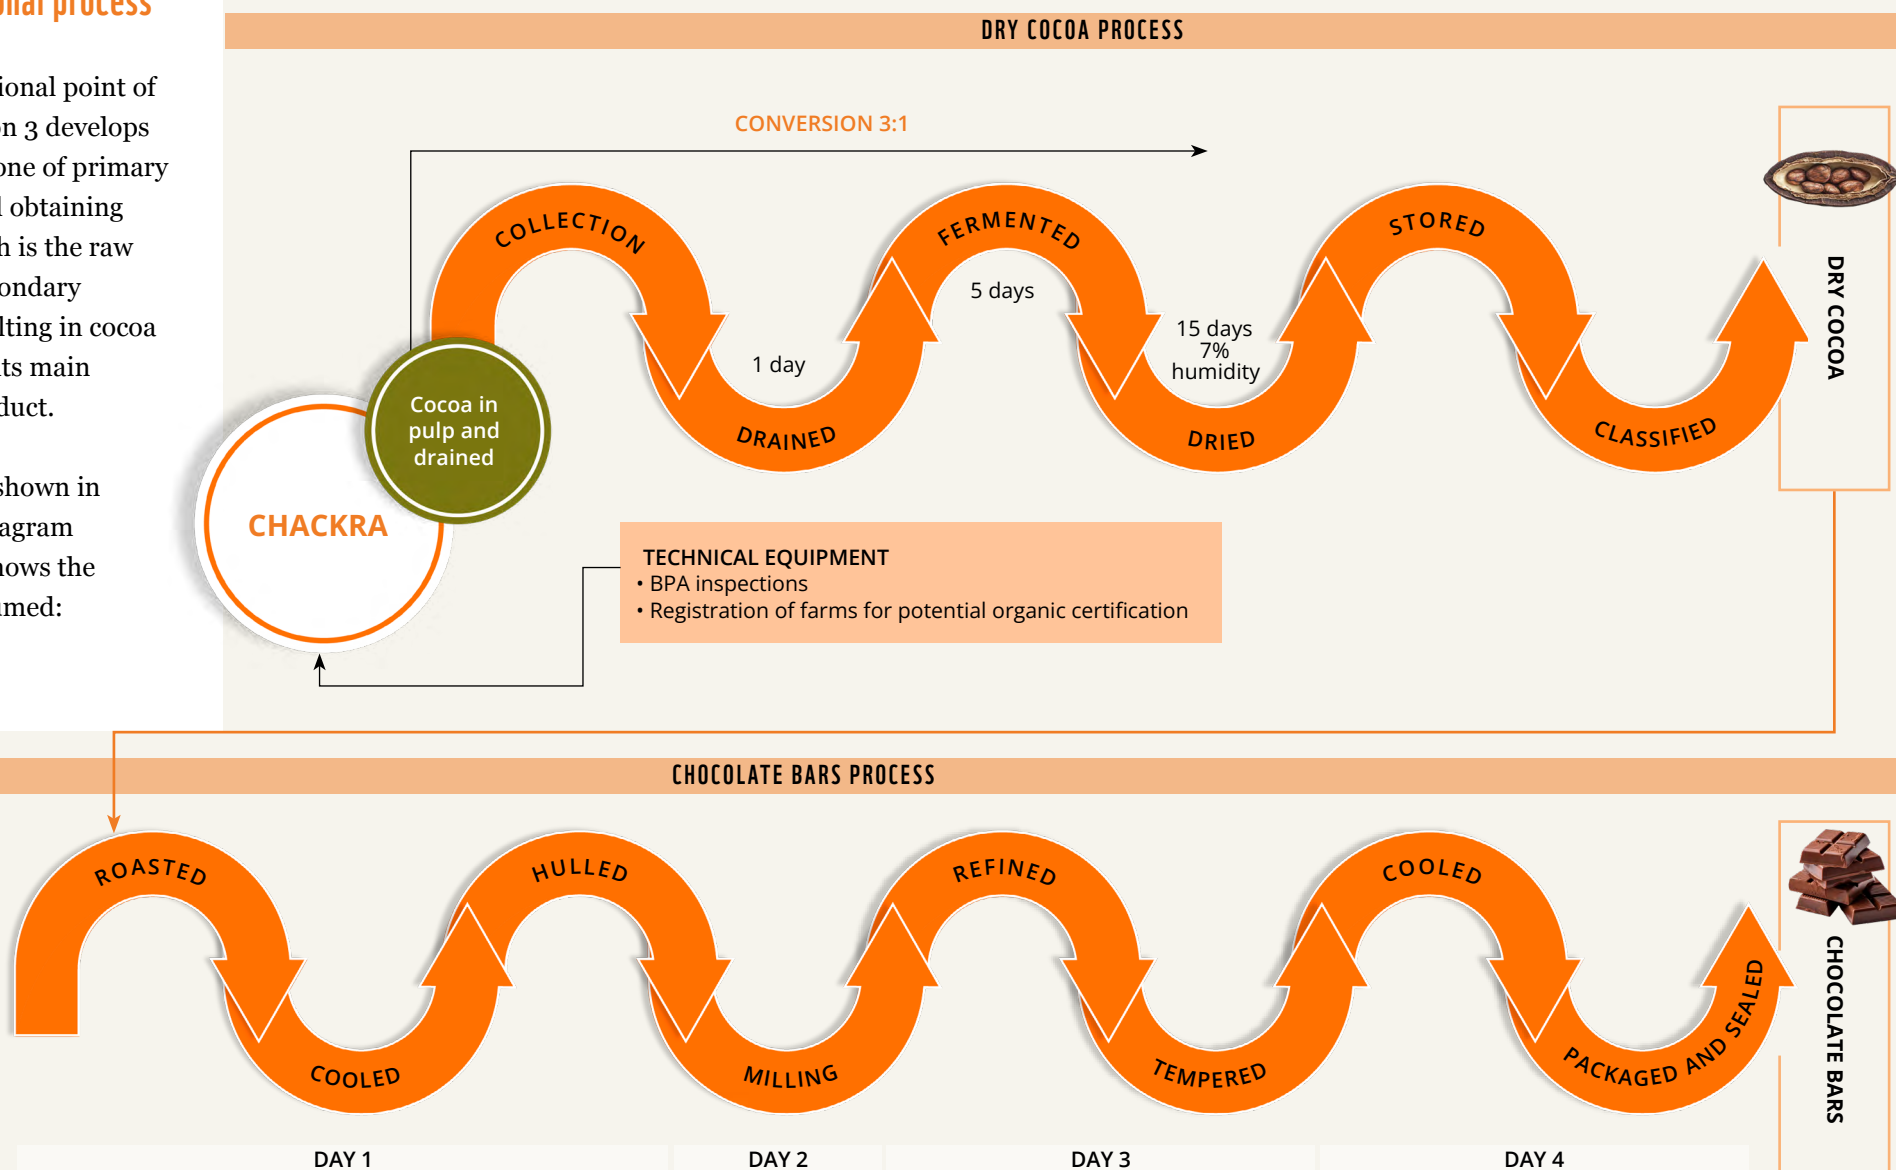 process
ional point of
on 3 develops
one of primary
obtaining
h is the raw
ondary
lting in cocoa
ts main
duct.
shown in
agram
hows the
umed:
DRY COCOA PROCESS
CONVERSION 3:1
COLLECTION
DRAINED
1 day
FERMENTED
5 days
DRIED
15 days
7%
humidity
STORED
CLASSIFIED
DRY COCOA
Cocoa in
pulp and
drained
CHACKRA
TECHNICAL EQUIPMENT
• BPA inspections
• Registration of farms for potential organic certification
CHOCOLATE BARS PROCESS
ROASTED
COOLED
HULLED
MILLING
REFINED
TEMPERED
COOLED
PACKAGED AND SEALED
CHOCOLATE BARS
DAY 1
DAY 2
DAY 3
DAY 4